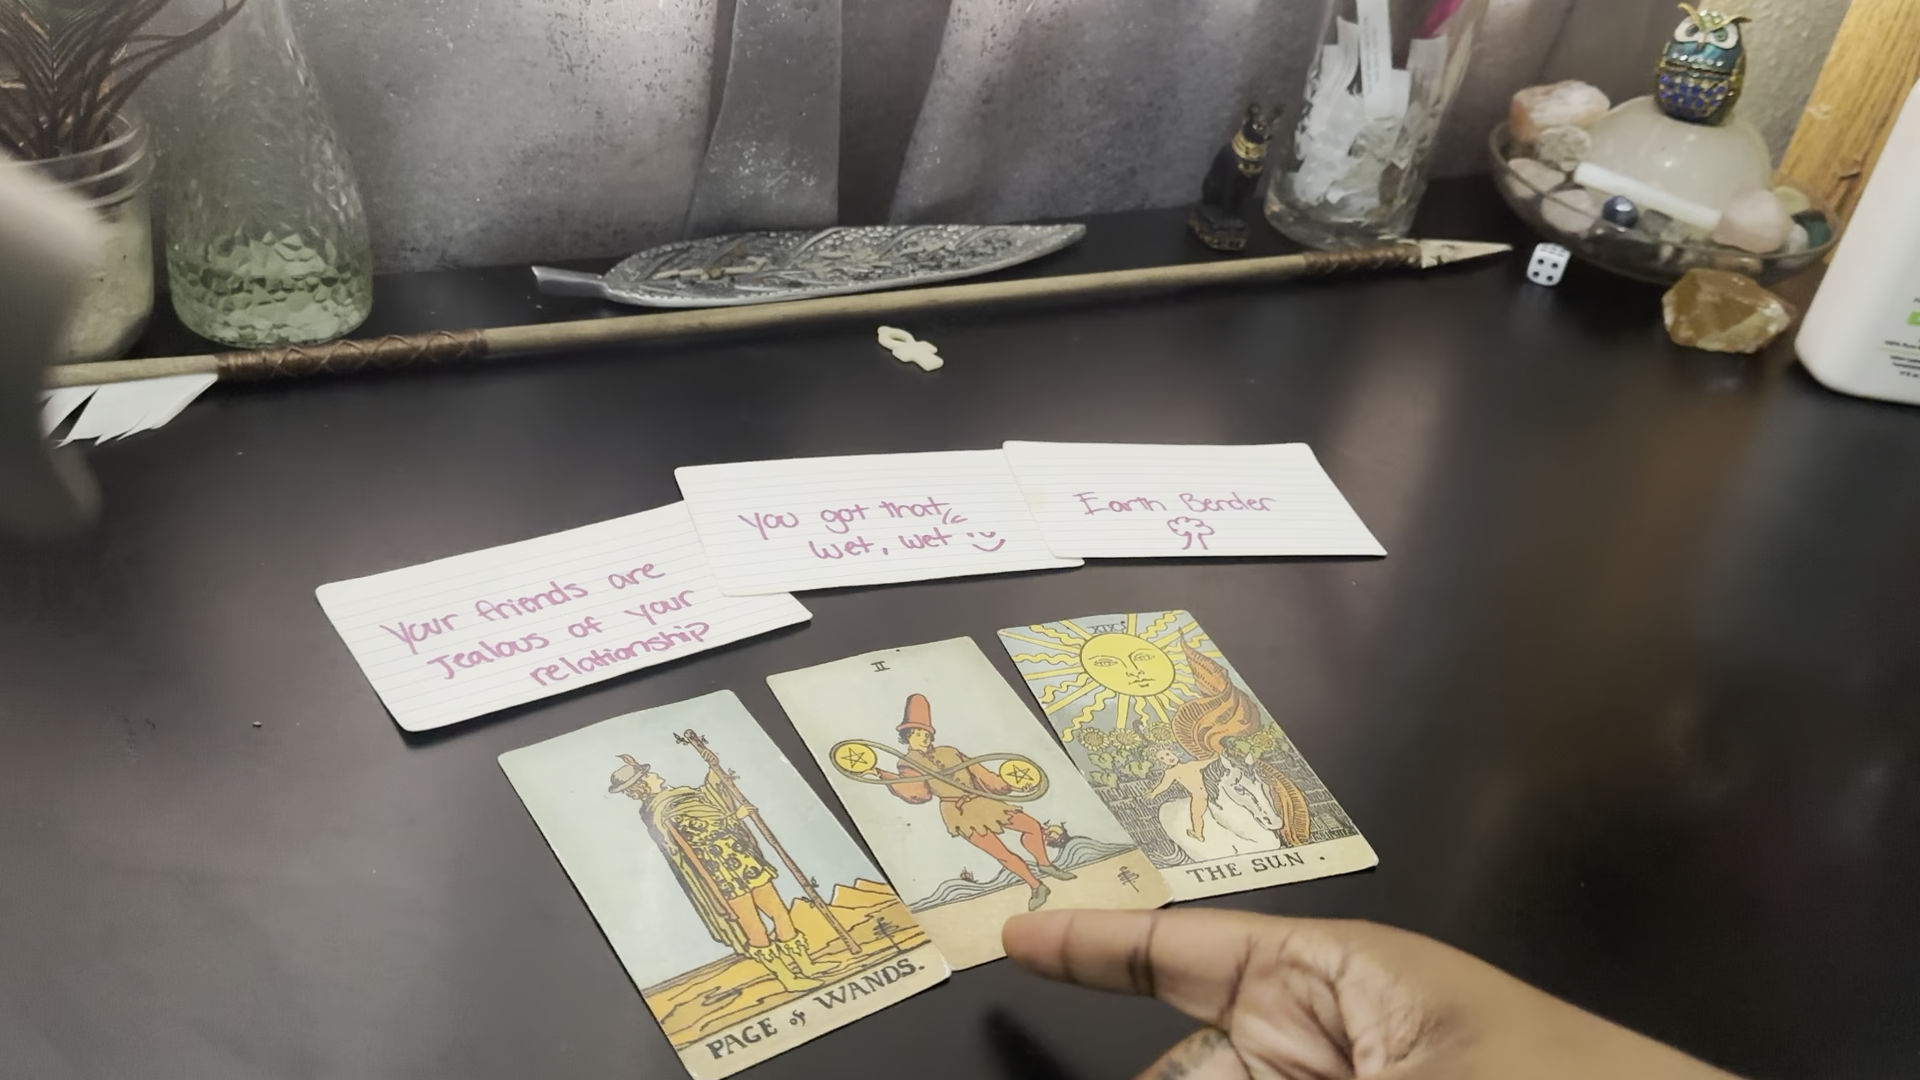 Your friends are
Jealous of your
relationship
You got that
wet, wet
Earth Bender
II
XIX
PAGE of WANDS.
THE SUN .